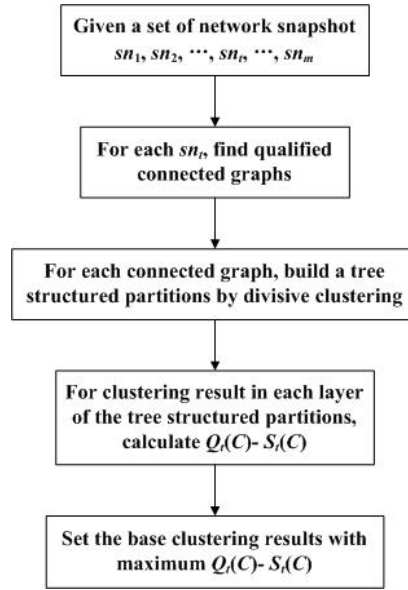 Given a set of network snapshot
sn₁, sn₂, ···, snₜ, ···, snₘ
For each snₜ, find qualified
connected graphs
For each connected graph, build a tree
structured partitions by divisive clustering
For clustering result in each layer
of the tree structured partitions,
calculate Qₜ(C)- Sₜ(C)
Set the base clustering results with
maximum Qₜ(C)- Sₜ(C)